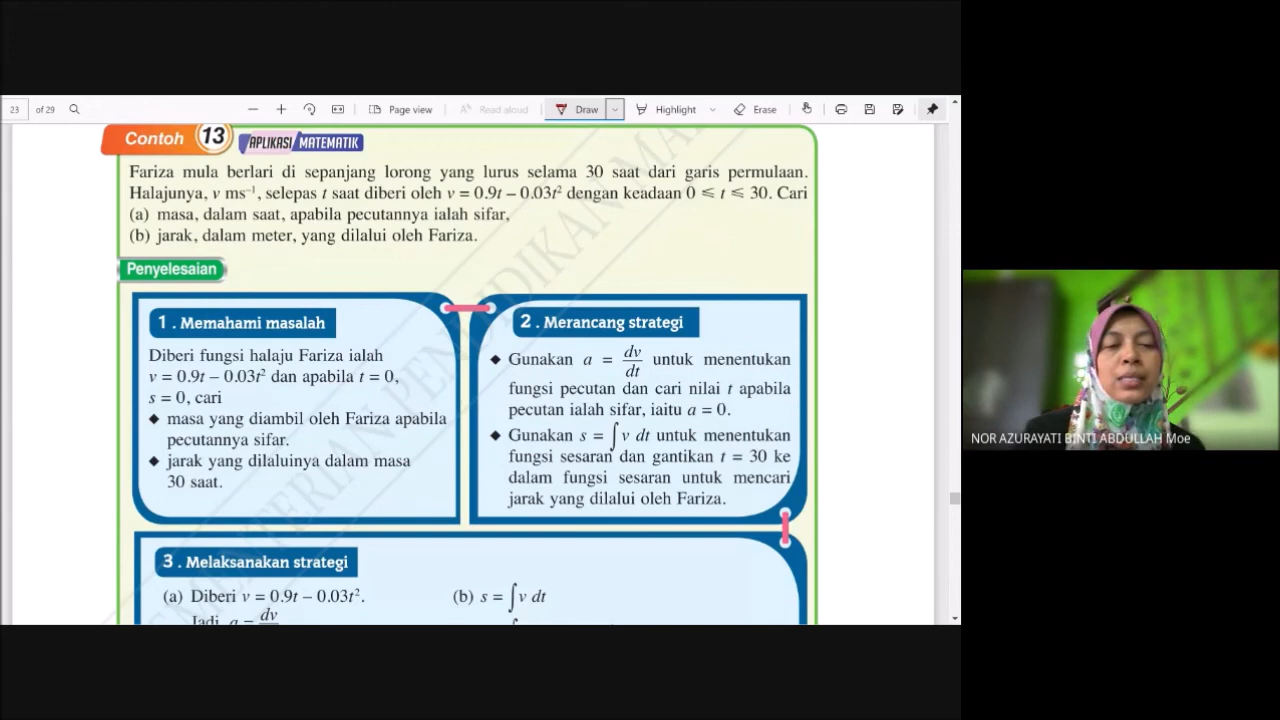 23 of 29
Page view
Read aloud
Draw
Highlight
Erase
Contoh 13 APLIKASI MATEMATIK
Fariza mula berlari di sepanjang lorong yang lurus selama 30 saat dari garis permulaan.
Halajunya, v ms⁻¹, selepas t saat diberi oleh v = 0.9t – 0.03t² dengan keadaan 0 ⩽ t ⩽ 30. Cari
(a) masa, dalam saat, apabila pecutannya ialah sifar,
(b) jarak, dalam meter, yang dilalui oleh Fariza.
Penyelesaian
1 . Memahami masalah
Diberi fungsi halaju Fariza ialah
v = 0.9t – 0.03t² dan apabila t = 0,
s = 0, cari
◆ masa yang diambil oleh Fariza apabila
pecutannya sifar.
◆ jarak yang dilaluinya dalam masa
30 saat.
2 . Merancang strategi
◆ Gunakan a = dv/dt untuk menentukan
fungsi pecutan dan cari nilai t apabila
pecutan ialah sifar, iaitu a = 0.
◆ Gunakan s = ∫v dt untuk menentukan
fungsi sesaran dan gantikan t = 30 ke
dalam fungsi sesaran untuk mencari
jarak yang dilalui oleh Fariza.
3 . Melaksanakan strategi
(a) Diberi v = 0.9t – 0.03t².
(b) s = ∫v dt
Jadi, a = dv
KEMENTERIAN PENDIDIKAN
NOR AZURAYATI BINTI ABDULLAH Moe